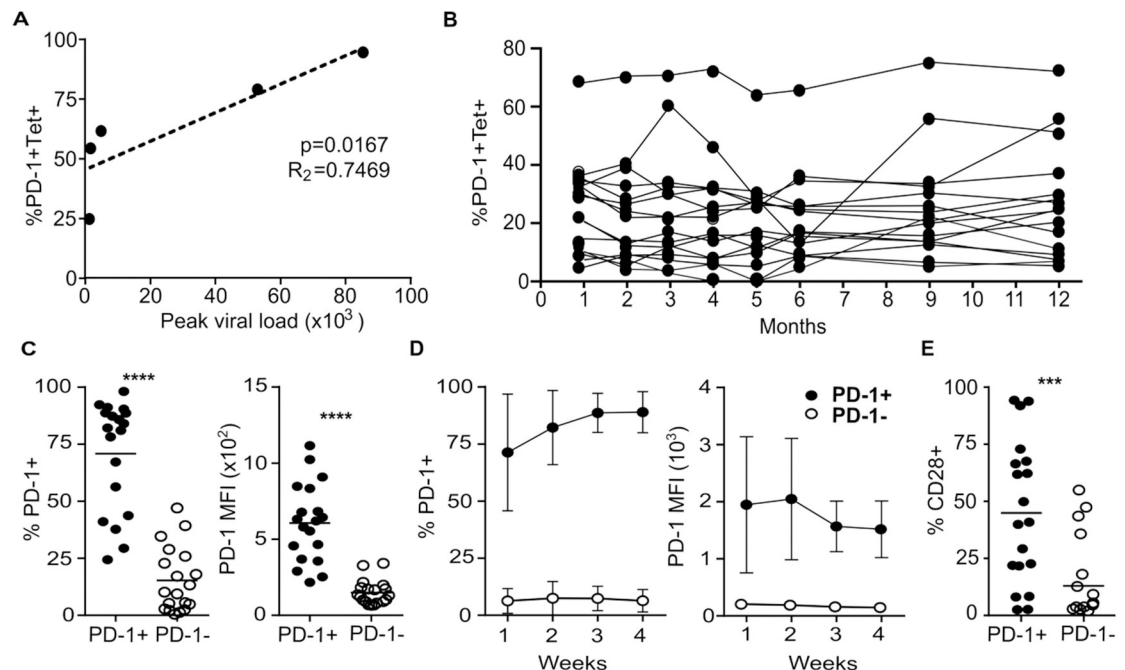 A
100
75
50
25
0
%PD-1+Tet+
p=0.0167
R2=0.7469
0 20 40 60 80 100
Peak viral load (x10³ )
B
80
60
40
20
0
%PD-1+Tet+
0 1 2 3 4 5 6 7 8 9 10 11 12
Months
C
100
75
50
25
0
% PD-1+
****
PD-1+ PD-1-
15
10
5
0
PD-1 MFI (x10²)
****
PD-1+ PD-1-
D
100
75
50
25
0
% PD-1+
1 2 3 4
Weeks
4
3
2
1
0
PD-1 MFI (10³)
PD-1+
PD-1-
1 2 3 4
Weeks
E
100
75
50
25
0
% CD28+
***
PD-1+ PD-1-